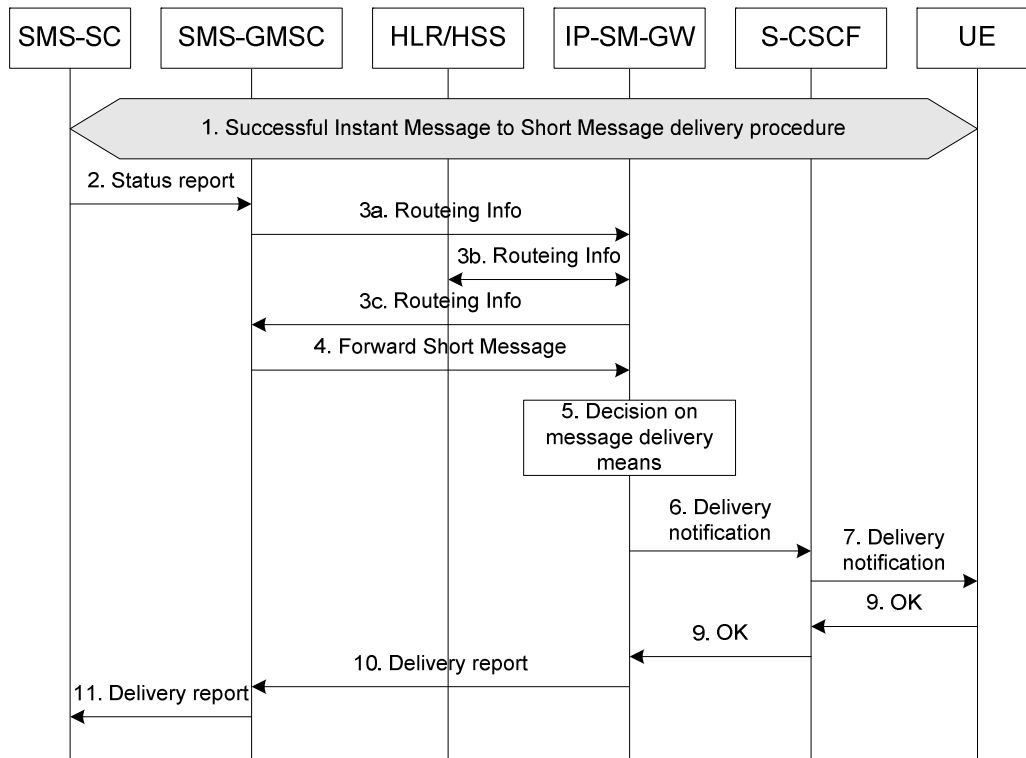 SMS-SC
SMS-GMSC
HLR/HSS
IP-SM-GW
S-CSCF
UE
1. Successful Instant Message to Short Message delivery procedure
2. Status report
3a. Routeing Info
3b. Routeing Info
3c. Routeing Info
4. Forward Short Message
5. Decision on
message delivery
means
6. Delivery
notification
7. Delivery
notification
9. OK
9. OK
10. Delivery report
11. Delivery report